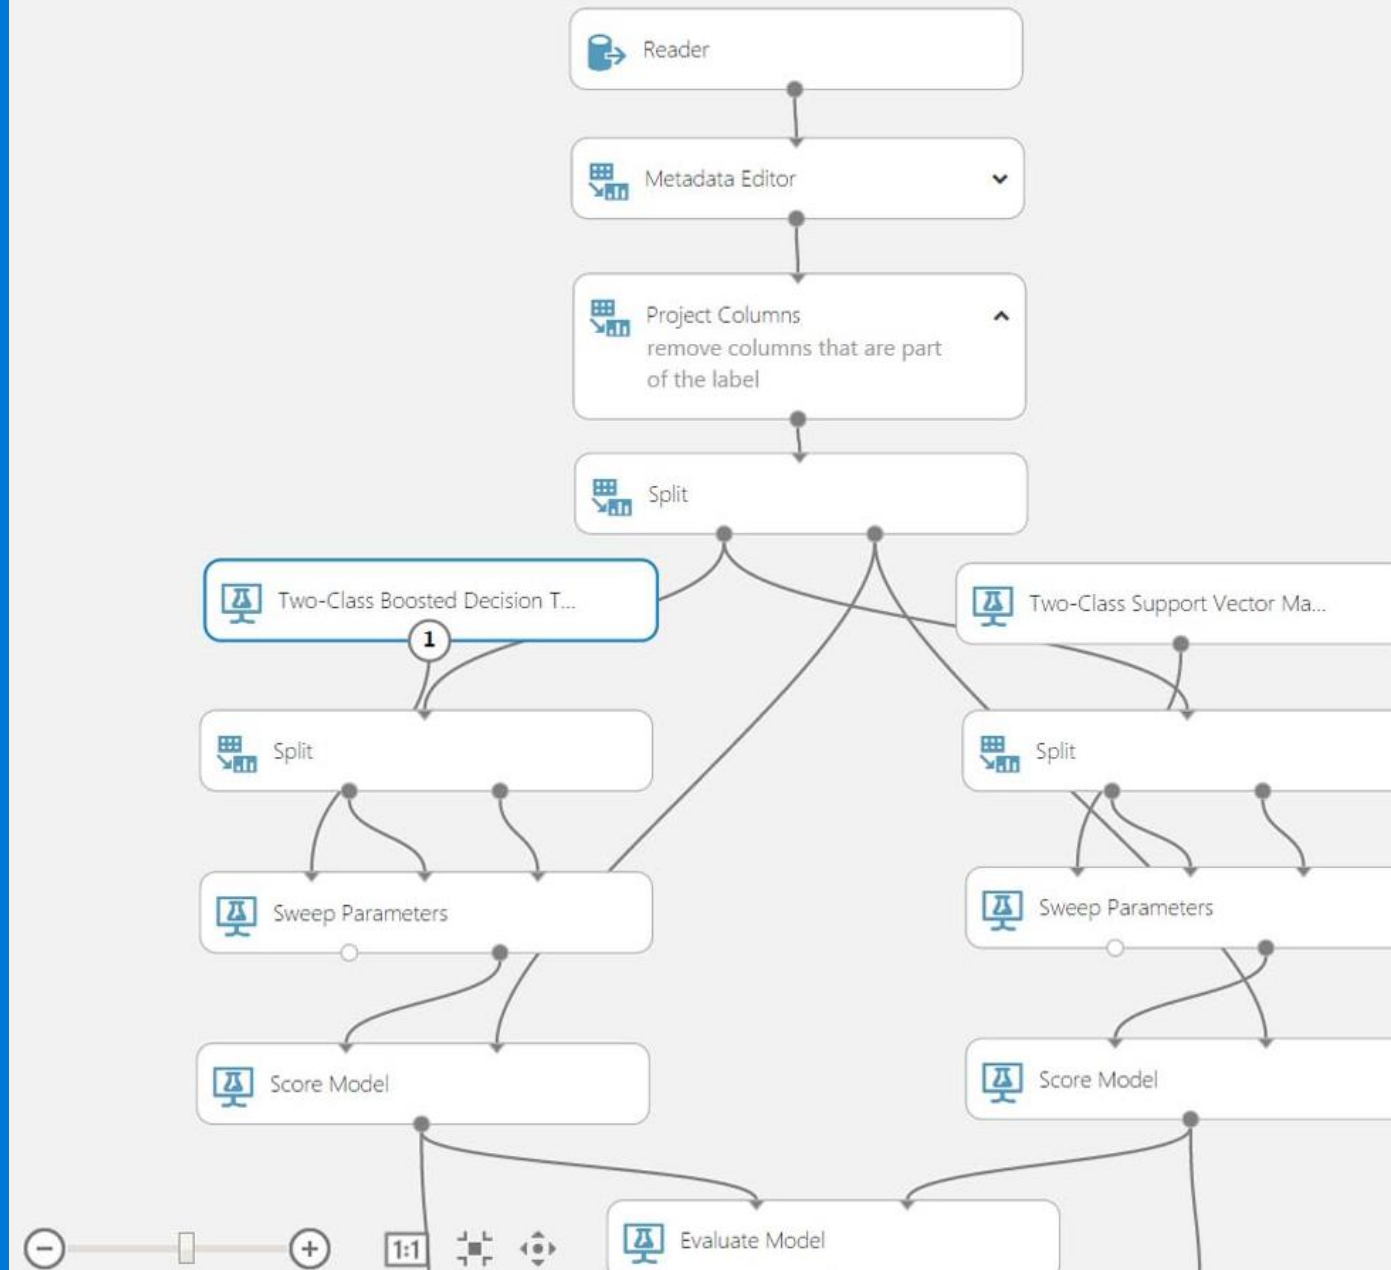 Reader
Metadata Editor
Project Columns
remove columns that are part
of the label
Split
Two-Class Boosted Decision T...
1
Two-Class Support Vector Ma...
Split
Split
Sweep Parameters
Sweep Parameters
Score Model
Score Model
Evaluate Model
1:1